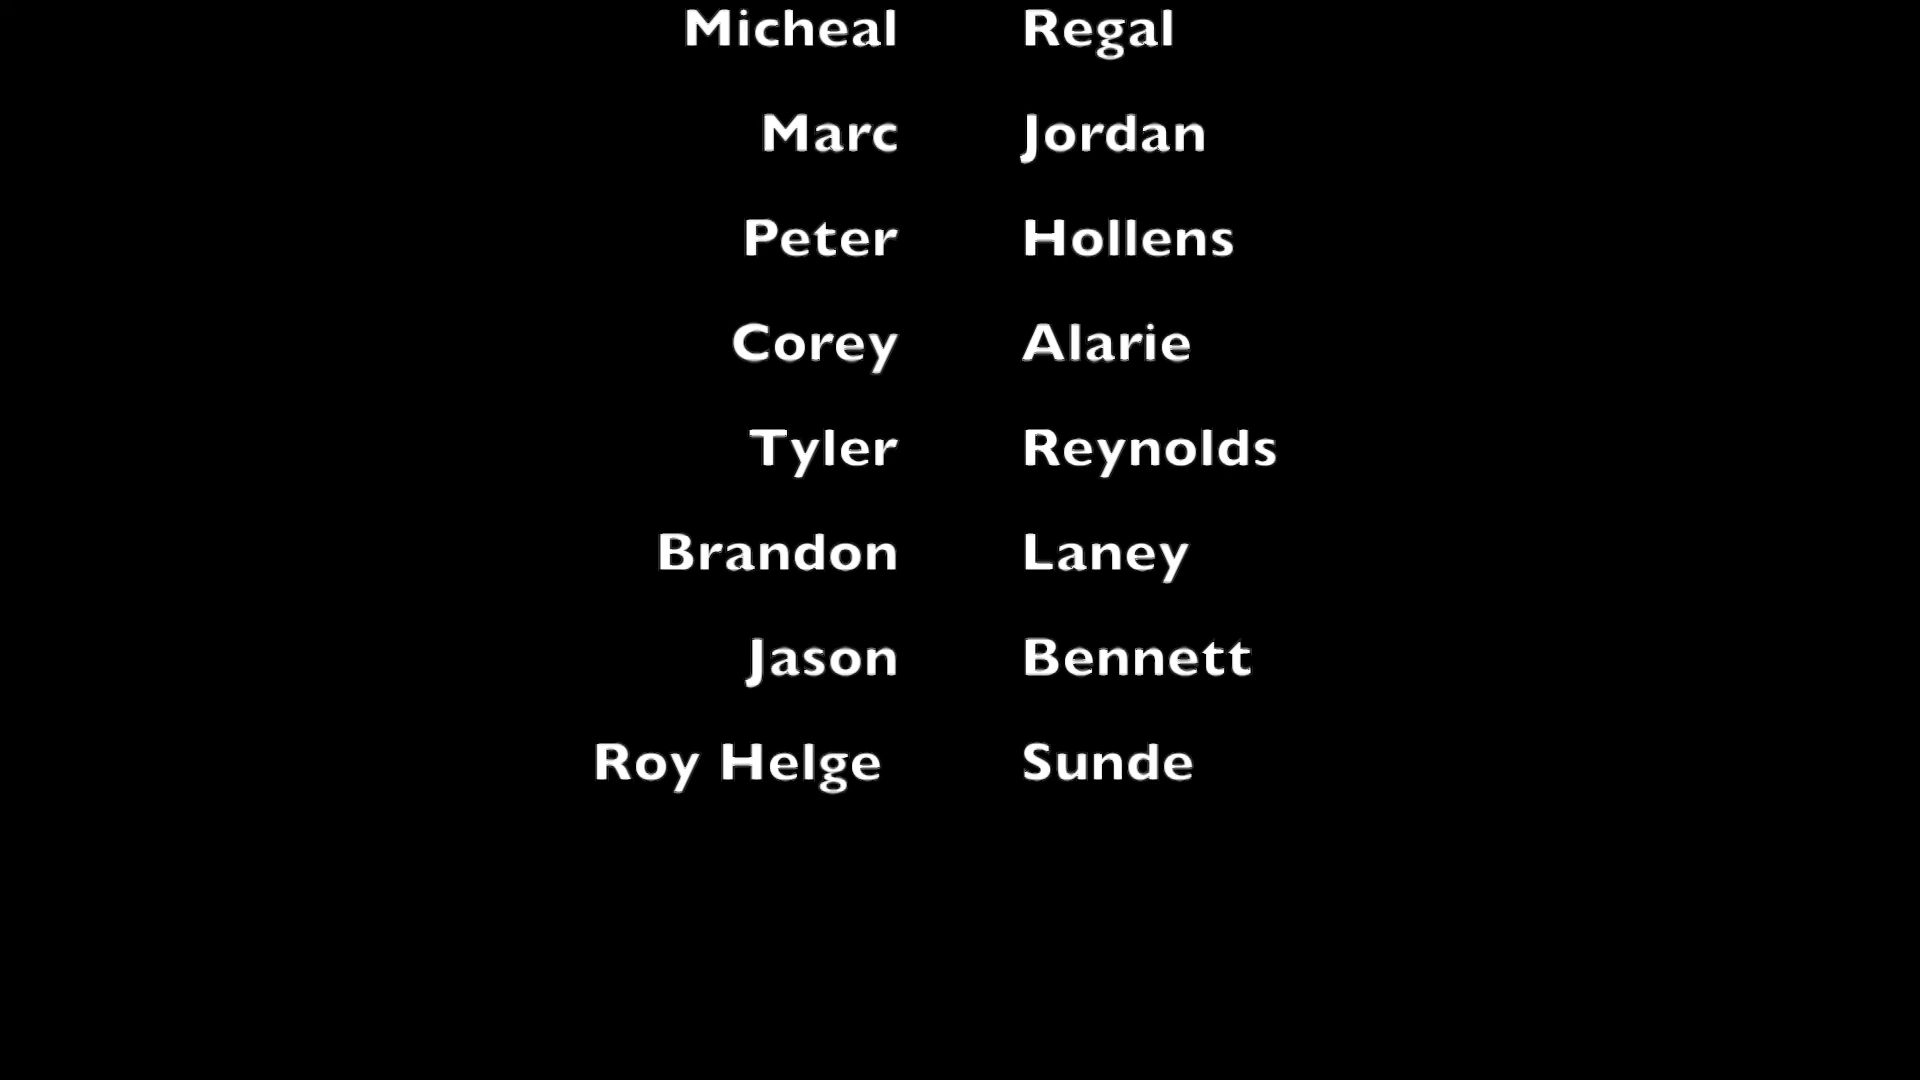 Micheal Regal
Marc Jordan
Peter Hollens
Corey Alarie
Tyler Reynolds
Brandon Laney
Jason Bennett
Roy Helge Sunde